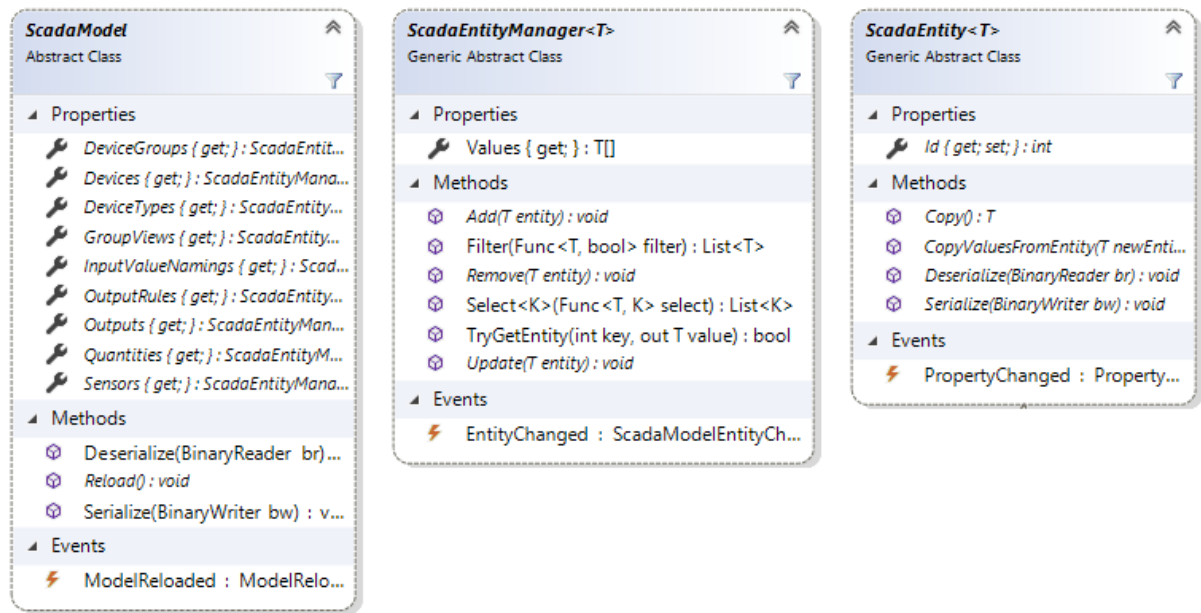 ScadaModel
Abstract Class
Properties
DeviceGroups { get; } : ScadaEntit...
Devices { get; } : ScadaEntityMana...
DeviceTypes { get; } : ScadaEntity...
GroupViews { get; } : ScadaEntity...
InputValueNamings { get; } : Scad...
OutputRules { get; } : ScadaEntity...
Outputs { get; } : ScadaEntityMan...
Quantities { get; } : ScadaEntityM...
Sensors { get; } : ScadaEntityMana...
Methods
Deserialize(BinaryReader br)...
Reload() : void
Serialize(BinaryWriter bw) : v...
Events
ModelReloaded : ModelRelo...
ScadaEntityManager<T>
Generic Abstract Class
Properties
Values { get; } : T[]
Methods
Add(T entity) : void
Filter(Func<T, bool> filter) : List<T>
Remove(T entity) : void
Select<K>(Func<T, K> select) : List<K>
TryGetEntity(int key, out T value) : bool
Update(T entity) : void
Events
EntityChanged : ScadaModelEntityCh...
ScadaEntity<T>
Generic Abstract Class
Properties
Id { get; set; } : int
Methods
Copy() : T
CopyValuesFromEntity(T newEnti...
Deserialize(BinaryReader br) : void
Serialize(BinaryWriter bw) : void
Events
PropertyChanged : Property...